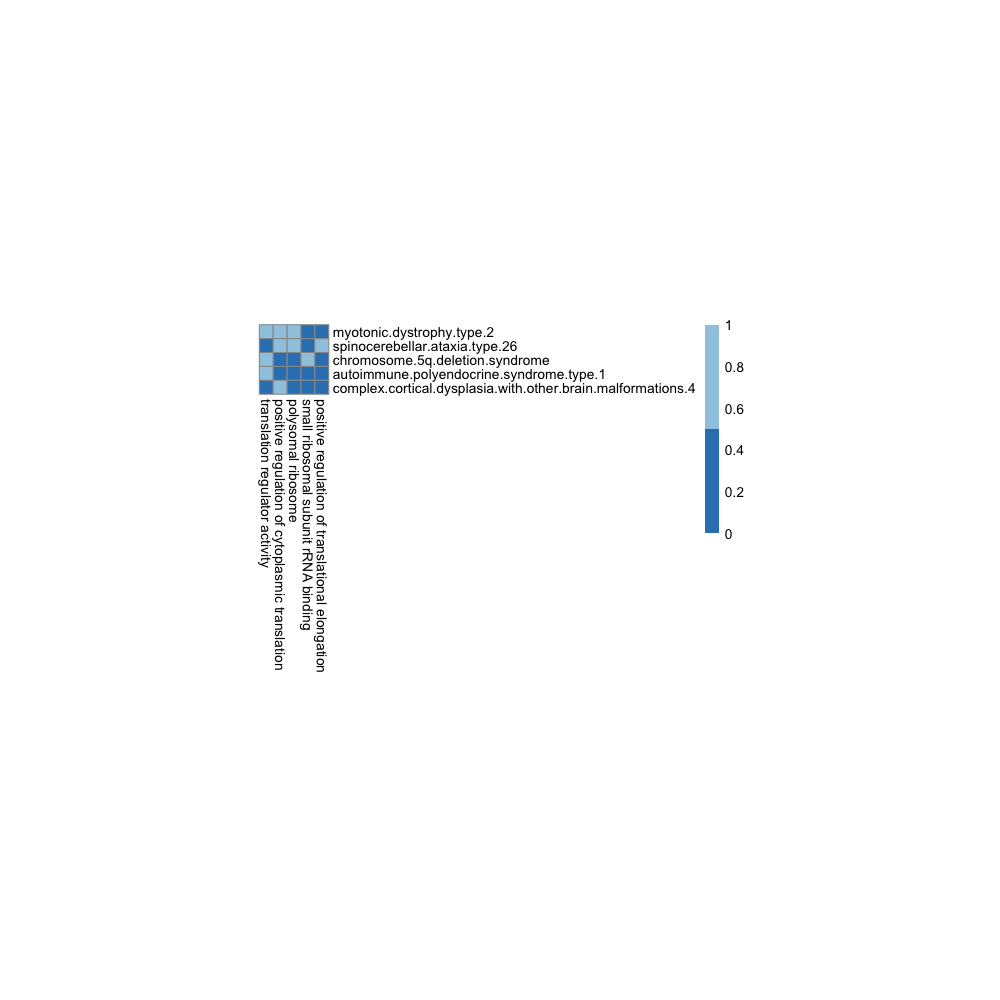 myotonic.dystrophy.type.2
spinocerebellar.ataxia.type.26
chromosome.5q.deletion.syndrome
autoimmune.polyendocrine.syndrome.type.1
complex.cortical.dysplasia.with.other.brain.malformations.4
translation regulator activity
positive regulation of cytoplasmic translation
polysomal ribosome
small ribosomal subunit rRNA binding
positive regulation of translational elongation
1
0.8
0.6
0.4
0.2
0